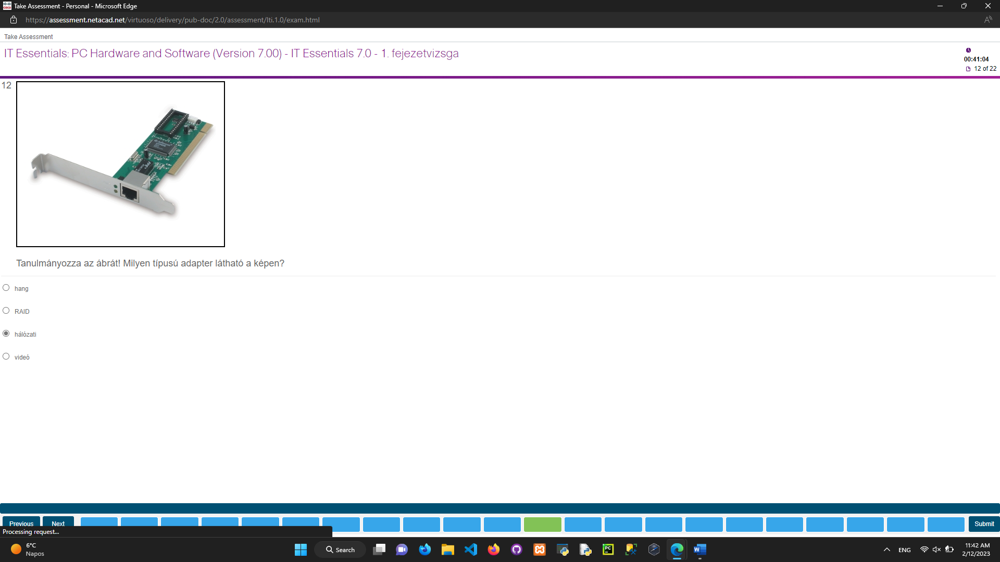 Take Assessment - Personal - Microsoft Edge
https://assessment.netacad.net/virtuoso/delivery/pub-doc/2.0/assessment/lti.1.0/exam.html
Take Assessment
IT Essentials: PC Hardware and Software (Version 7.00) - IT Essentials 7.0 - 1. fejezetvizsga
00:41:04
12 of 22
12
Tanulmányozza az ábrát! Milyen típusú adapter látható a képen?
hang
RAID
hálózati
videó
Previous
Next
Submit
Processing request...
6°C
Napos
Search
ENG
11:42 AM
2/12/2023